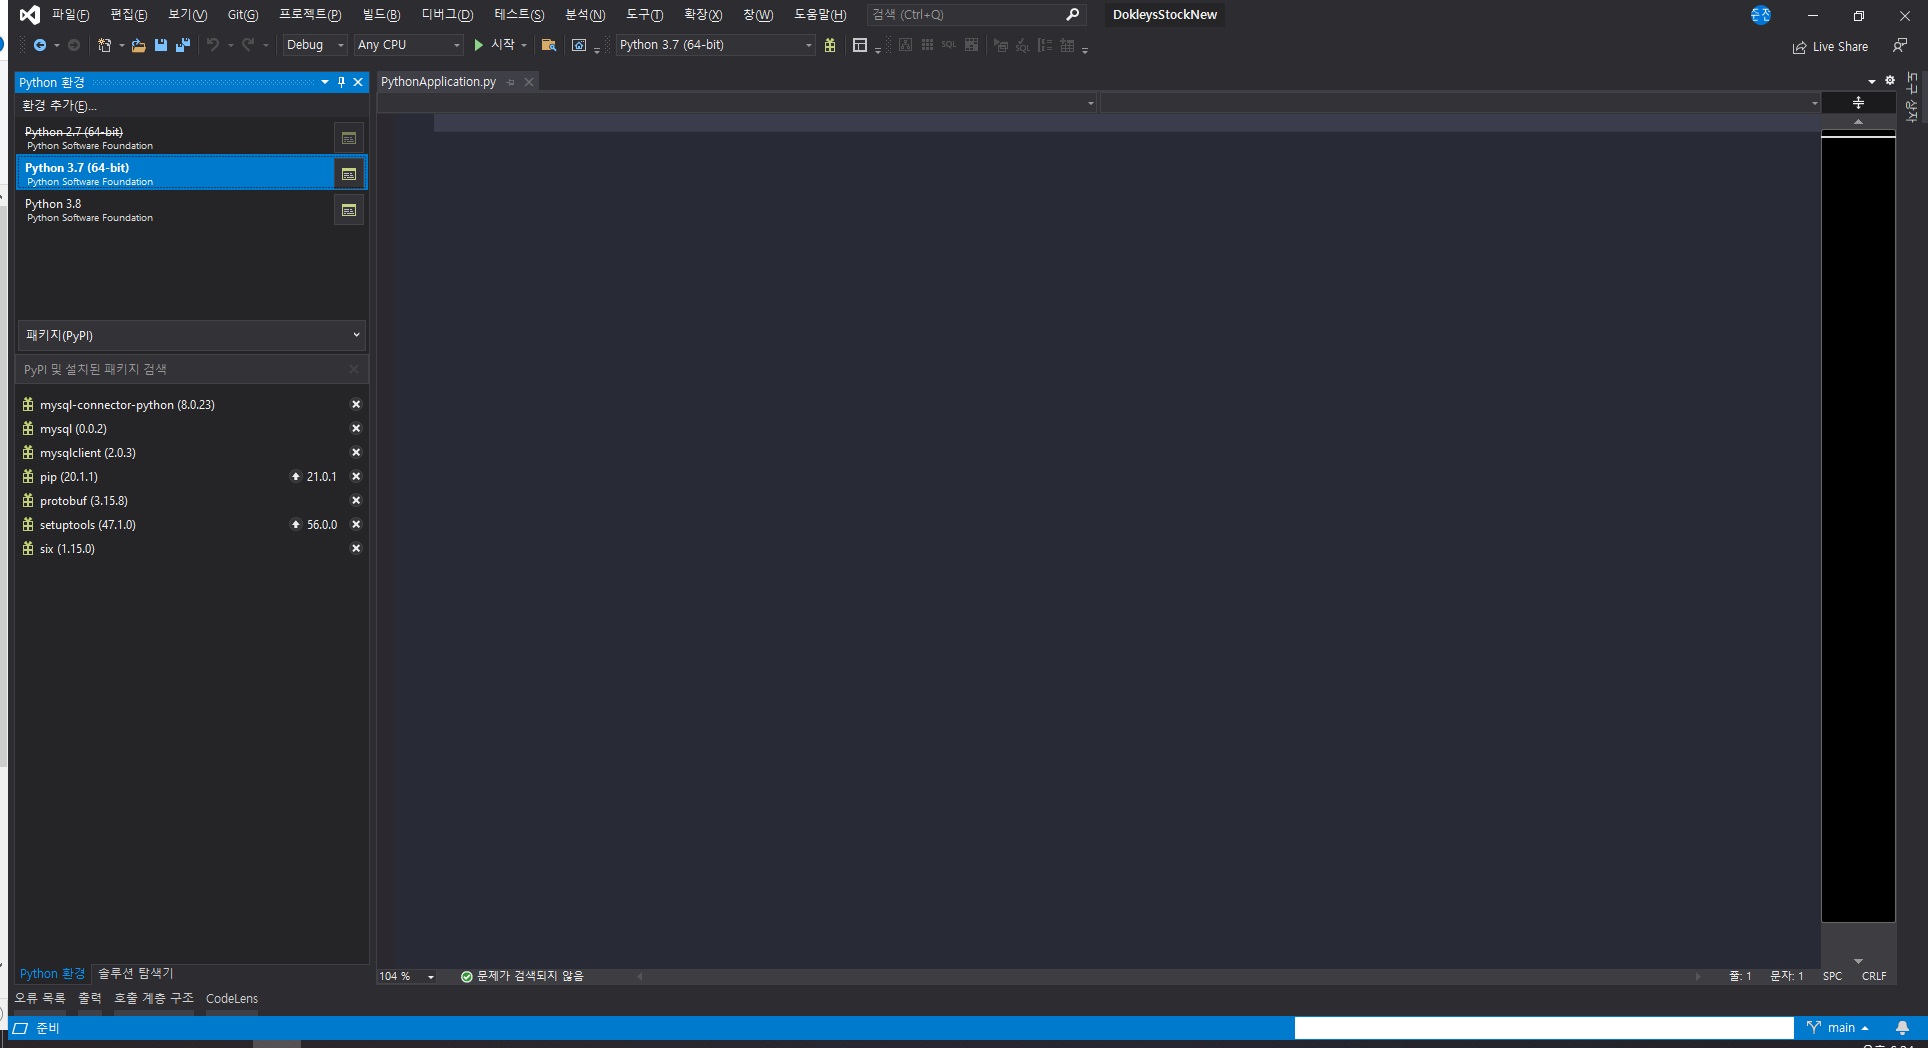 파일(F) 편집(E) 보기(V) Git(G) 프로젝트(P) 빌드(B) 디버그(D) 테스트(S) 분석(N) 도구(T) 확장(X) 창(W) 도움말(H) 검색 (Ctrl+Q) DokleysStockNew 준전
Debug Any CPU 시작 Python 3.7 (64-bit) SQL SQL Live Share
Python 환경
환경 추가(E)...
Python 2.7 (64-bit)
Python Software Foundation
Python 3.7 (64-bit)
Python Software Foundation
Python 3.8
Python Software Foundation
패키지(PyPI)
PyPI 및 설치된 패키지 검색
mysql-connector-python (8.0.23)
mysql (0.0.2)
mysqlclient (2.0.3)
pip (20.1.1) 21.0.1
protobuf (3.15.8)
setuptools (47.1.0) 56.0.0
six (1.15.0)
Python 환경 솔루션 탐색기
PythonApplication.py
도구 상자
104 % 문제가 검색되지 않음 줄: 1 문자: 1 SPC CRLF
오류 목록 출력 호출 계층 구조 CodeLens
준비 main